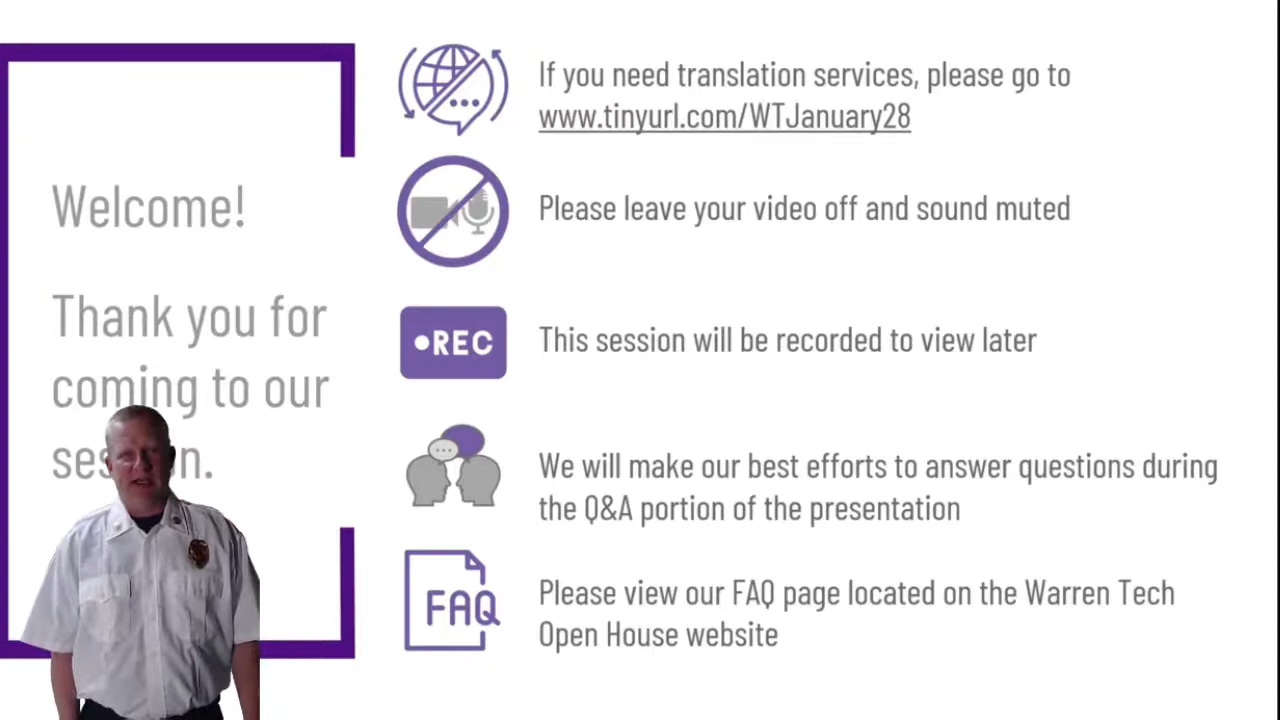 Welcome!
Thank you for
coming to our
If you need translation services, please go to
www.tinyurl.com/WTJanuary28
Please leave your video off and sound muted
REC
This session will be recorded to view later
We will make our best efforts to answer questions during
the Q&A portion of the presentation
FAQ
Please view our FAQ page located on the Warren Tech
Open House website